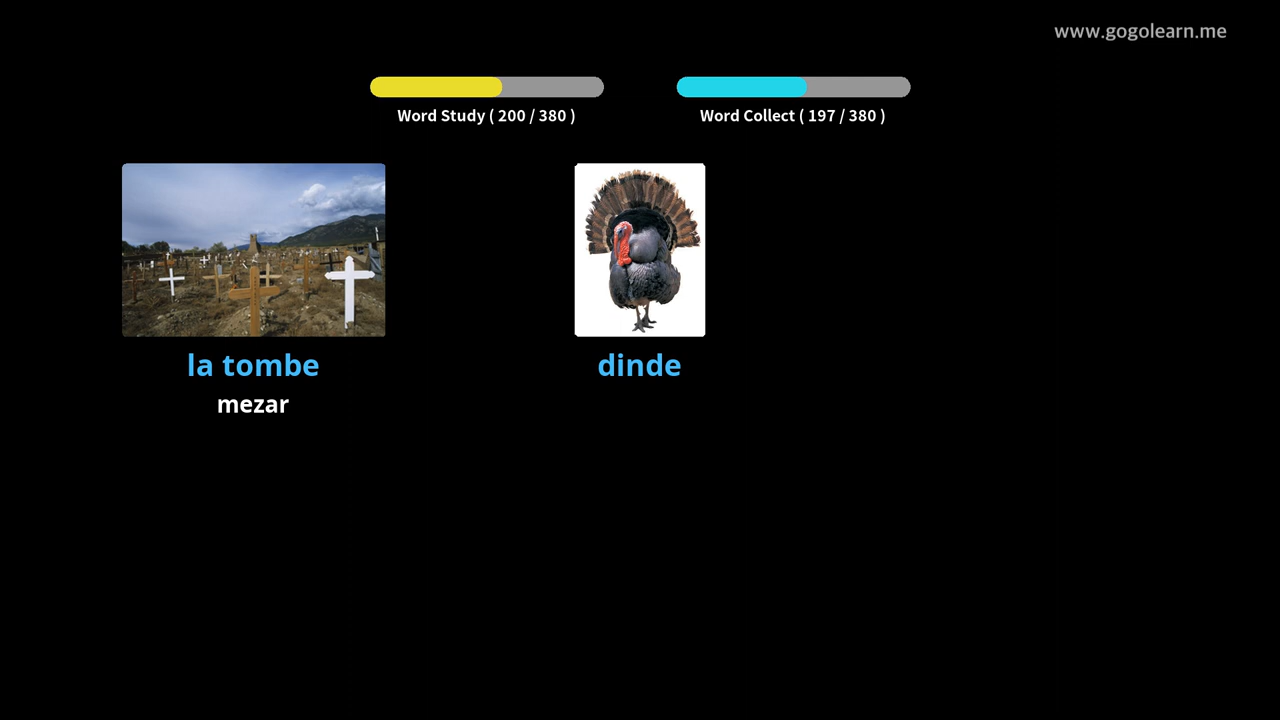 www.gogolearn.me
Word Study ( 200 / 380 )
Word Collect ( 197 / 380 )
la tombe
mezar
dinde